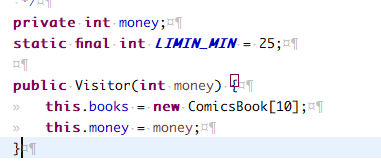 */
private int money;
static final int LIMIN_MIN = 25;

public Visitor(int money) {
    this.books = new ComicsBook[10];
    this.money = money;
}